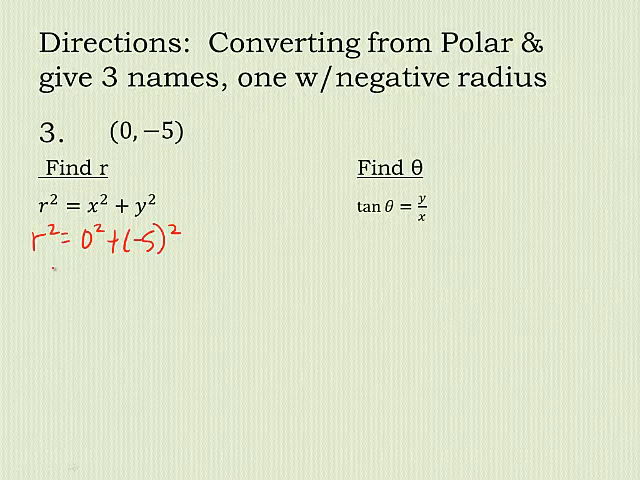 Directions:  Converting from Polar &
give 3 names, one w/negative radius
3. (0, −5)
Find r
Find θ
r² = x² + y²
tan θ = y/x
r² = 0² + (-5)²